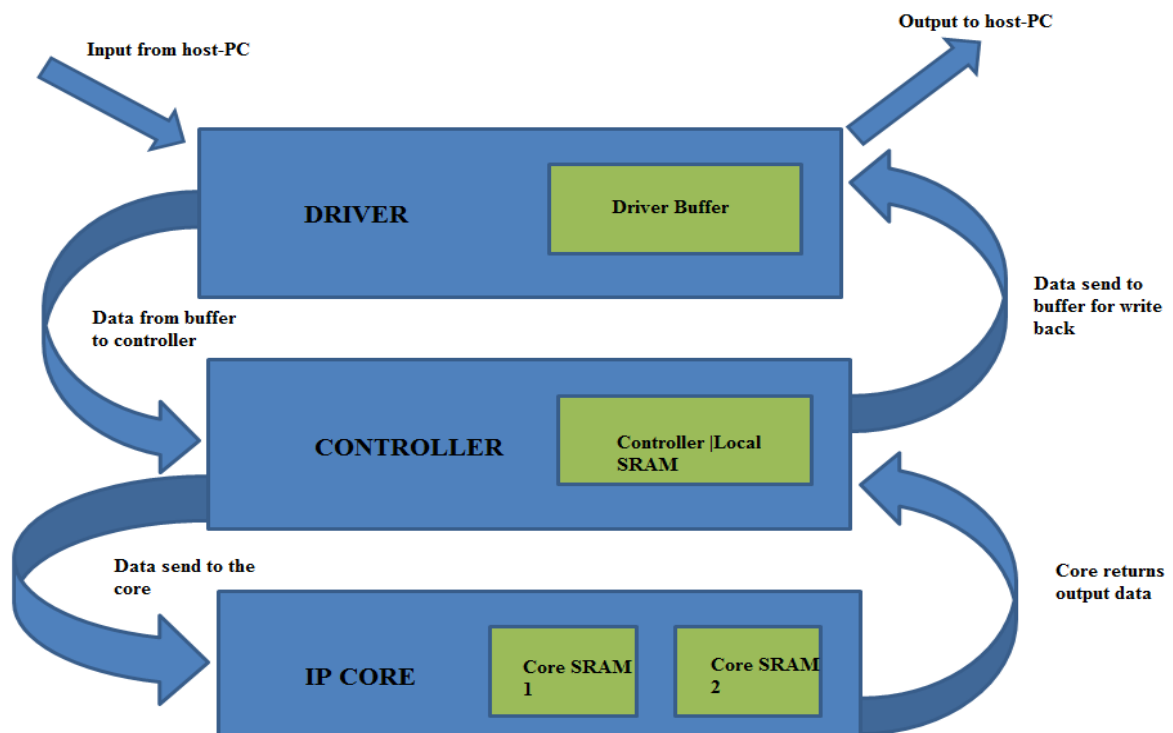 Output to host-PC
Input from host-PC
DRIVER
Driver Buffer
Data from buffer
to controller
Data send to
buffer for write
back
CONTROLLER
Controller |Local
SRAM
Data send to the
core
Core returns
output data
IP CORE
Core SRAM
1
Core SRAM
2